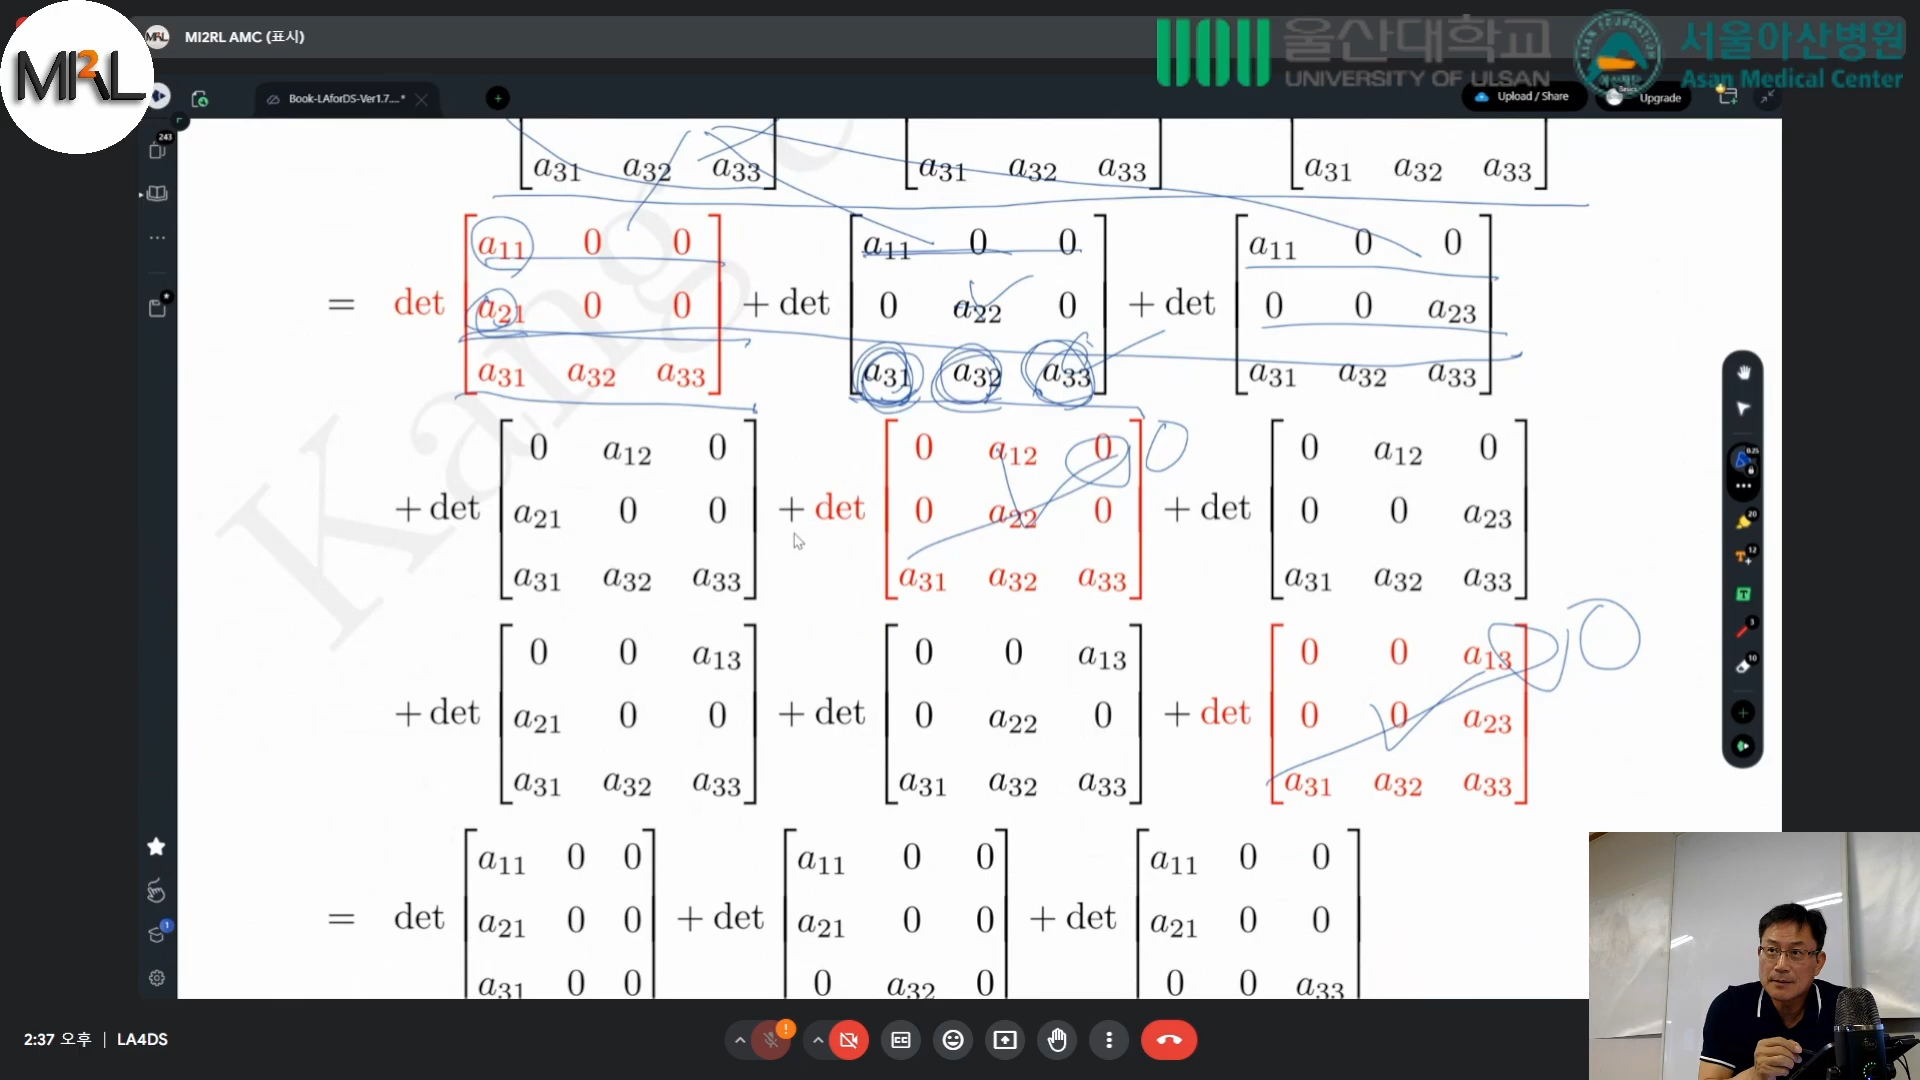 MI2RL
MI2RL AMC (표시)
울산대학교
UNIVERSITY OF ULSAN
서울아산병원
Asan Medical Center
Book-LAforDS-Ver1.7....*
Upload / Share
Upgrade
243
Kang
a31 a32 a33 a31 a32 a33 a31 a32 a33
a11 0 0 a11 0 0 a11 0 0
= det a21 0 0 + det 0 a22 0 + det 0 0 a23
a31 a32 a33 a31 a32 a33 a31 a32 a33
0 a12 0 0 a12 0 0 0 a12 0
+ det a21 0 0 + det 0 a22 0 + det 0 0 a23
a31 a32 a33 a31 a32 a33 a31 a32 a33
0 0 a13 0 0 a13 0 0 a13 0
+ det a21 0 0 + det 0 a22 0 + det 0 0 a23
a31 a32 a33 a31 a32 a33 a31 a32 a33
a11 0 0 a11 0 0 a11 0 0
= det a21 0 0 + det a21 0 0 + det a21 0 0
a31 0 0 0 a32 0 0 0 a33
2:37 오후 | LA4DS